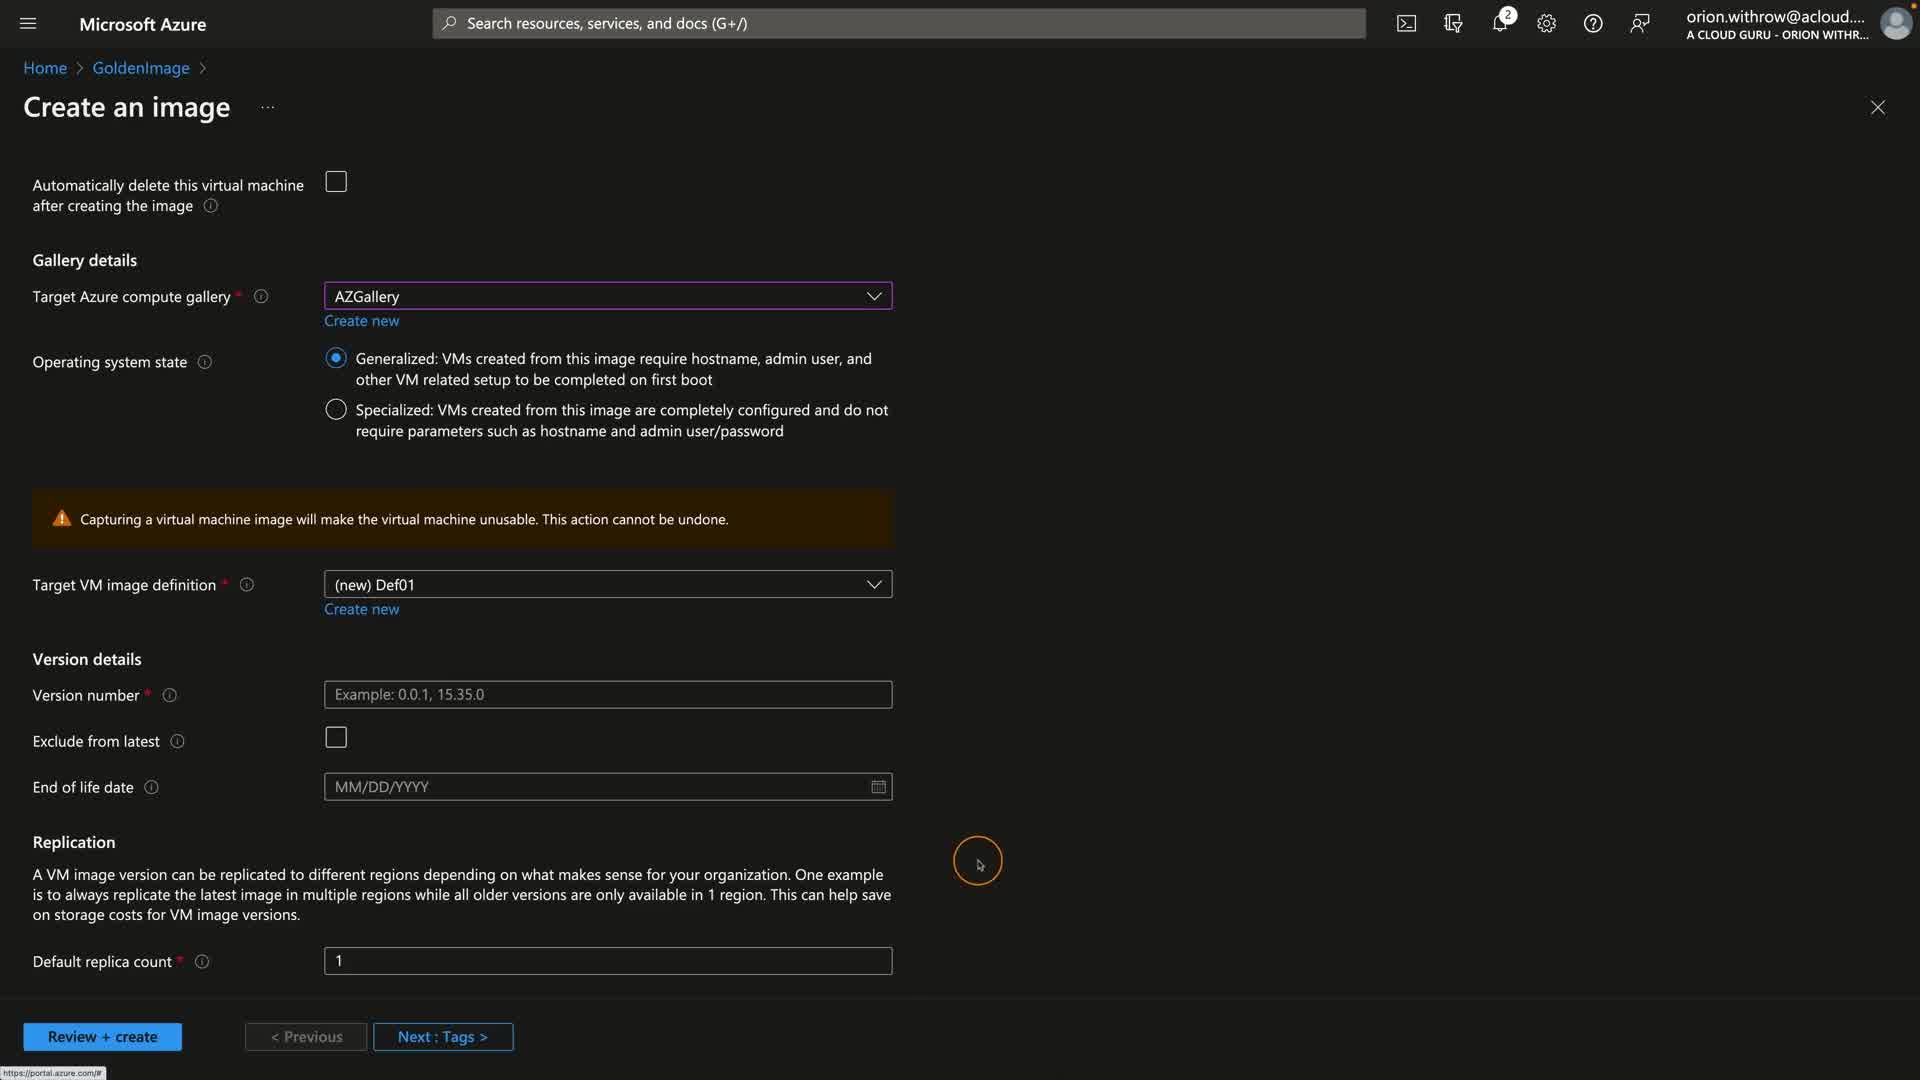 Microsoft Azure
Search resources, services, and docs (G+/)
2
orion.withrow@acloud....
A CLOUD GURU - ORION WITHR...
Home > GoldenImage >
Create an image ...
Automatically delete this virtual machine
after creating the image
Gallery details
Target Azure compute gallery *
AZGallery
Create new
Operating system state
Generalized: VMs created from this image require hostname, admin user, and
other VM related setup to be completed on first boot
Specialized: VMs created from this image are completely configured and do not
require parameters such as hostname and admin user/password
Capturing a virtual machine image will make the virtual machine unusable. This action cannot be undone.
Target VM image definition *
(new) Def01
Create new
Version details
Version number *
Example: 0.0.1, 15.35.0
Exclude from latest
End of life date
MM/DD/YYYY
Replication
A VM image version can be replicated to different regions depending on what makes sense for your organization. One example
is to always replicate the latest image in multiple regions while all older versions are only available in 1 region. This can help save
on storage costs for VM image versions.
Default replica count *
1
Review + create
< Previous
Next : Tags >
https://portal.azure.com/#